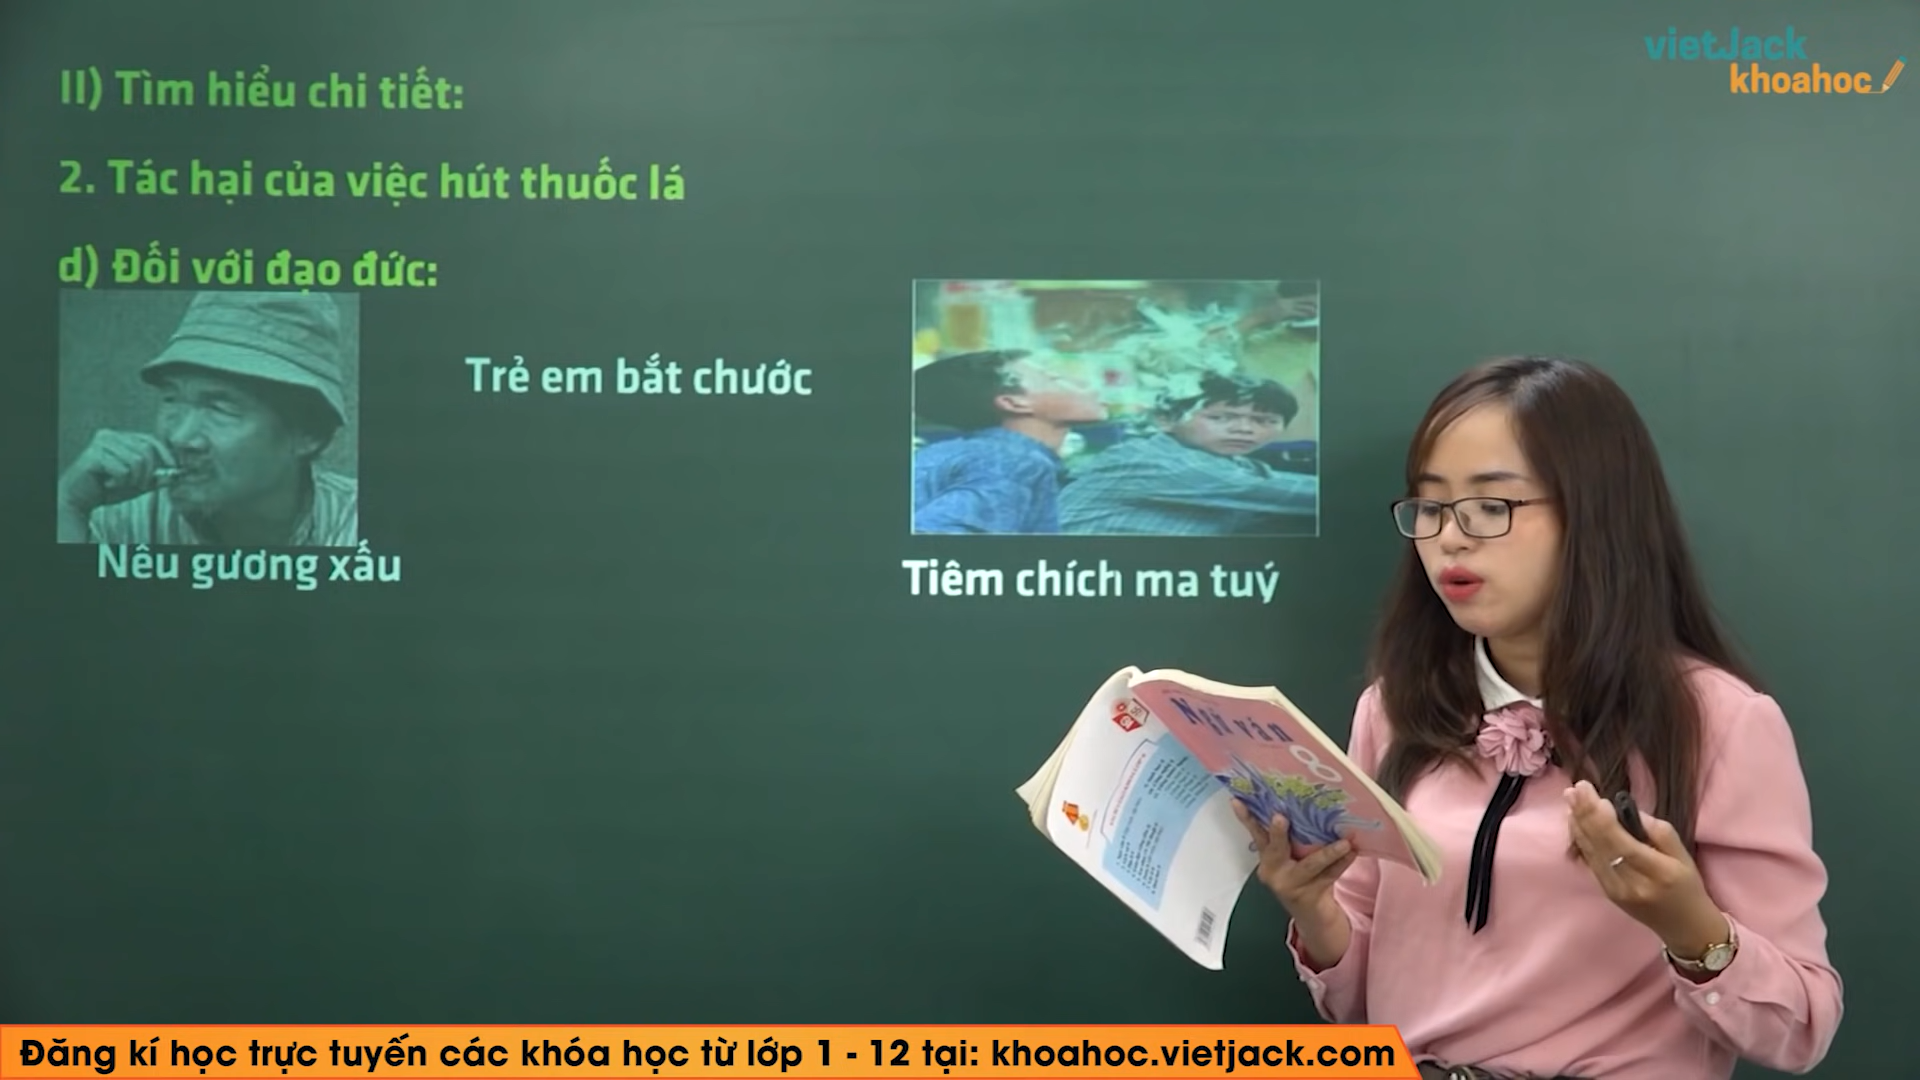 vietJack
khoahoc
II) Tìm hiểu chi tiết:
2. Tác hại của việc hút thuốc lá
d) Đối với đạo đức:
Trẻ em bắt chước
Nêu gương xấu
Tiêm chích ma tuý
Ngữ văn
8
Đăng kí học trực tuyến các khóa học từ lớp 1 - 12 tại: khoahoc.vietjack.com